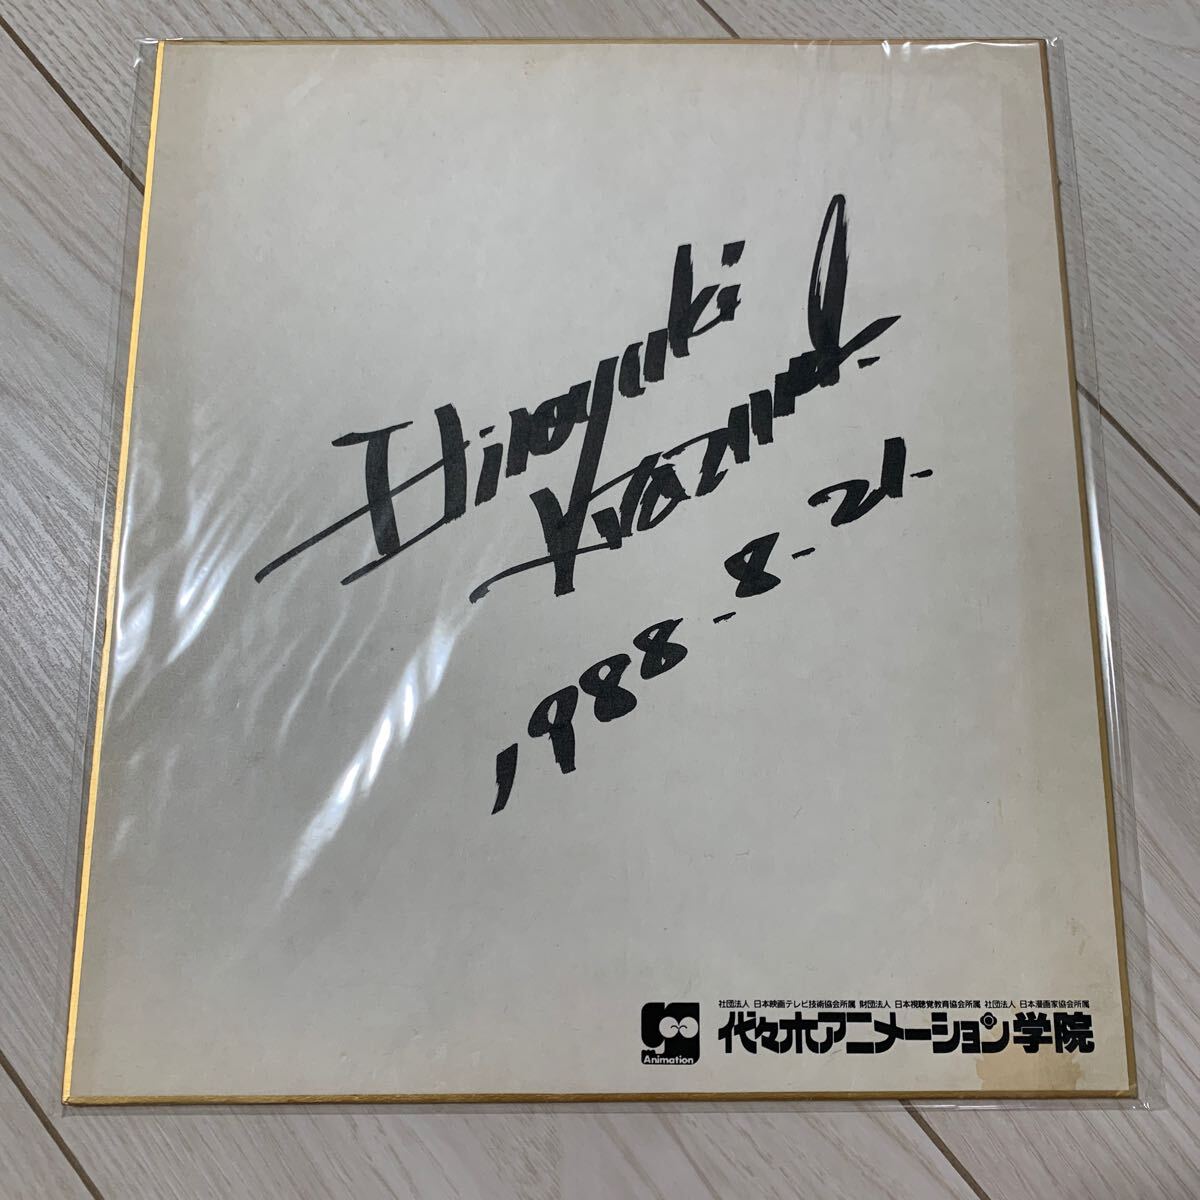 Hiroyuki
Kitazume
1988-8-21.
社団法人 日本映画テレビ技術協会所属 財団法人 日本視聴覚教育協会所属 社団法人 日本漫画家協会所属
Animation
代々木アニメーション学院